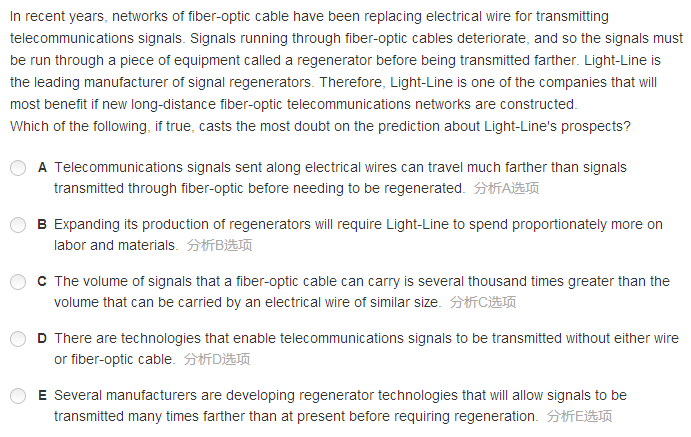 In recent years, networks of fiber-optic cable have been replacing electrical wire for transmitting
telecommunications signals. Signals running through fiber-optic cables deteriorate, and so the signals must
be run through a piece of equipment called a regenerator before being transmitted farther. Light-Line is
the leading manufacturer of signal regenerators. Therefore, Light-Line is one of the companies that will
most benefit if new long-distance fiber-optic telecommunications networks are constructed.
Which of the following, if true, casts the most doubt on the prediction about Light-Line's prospects?
A Telecommunications signals sent along electrical wires can travel much farther than signals
transmitted through fiber-optic before needing to be regenerated. 分析A选项
B Expanding its production of regenerators will require Light-Line to spend proportionately more on
labor and materials. 分析B选项
C The volume of signals that a fiber-optic cable can carry is several thousand times greater than the
volume that can be carried by an electrical wire of similar size. 分析C选项
D There are technologies that enable telecommunications signals to be transmitted without either wire
or fiber-optic cable. 分析D选项
E Several manufacturers are developing regenerator technologies that will allow signals to be
transmitted many times farther than at present before requiring regeneration. 分析E选项